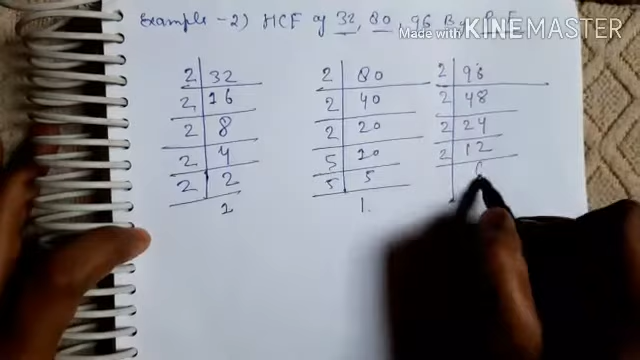 Example - 2) HCF of 32, 80, 96 By P.F
Made with KINEMASTER
2 32 2 80 2 96
2 16 2 40 2 48
2 8 2 20 2 24
2 4 5 20 2 12
2 2 5 5 6
1 1.